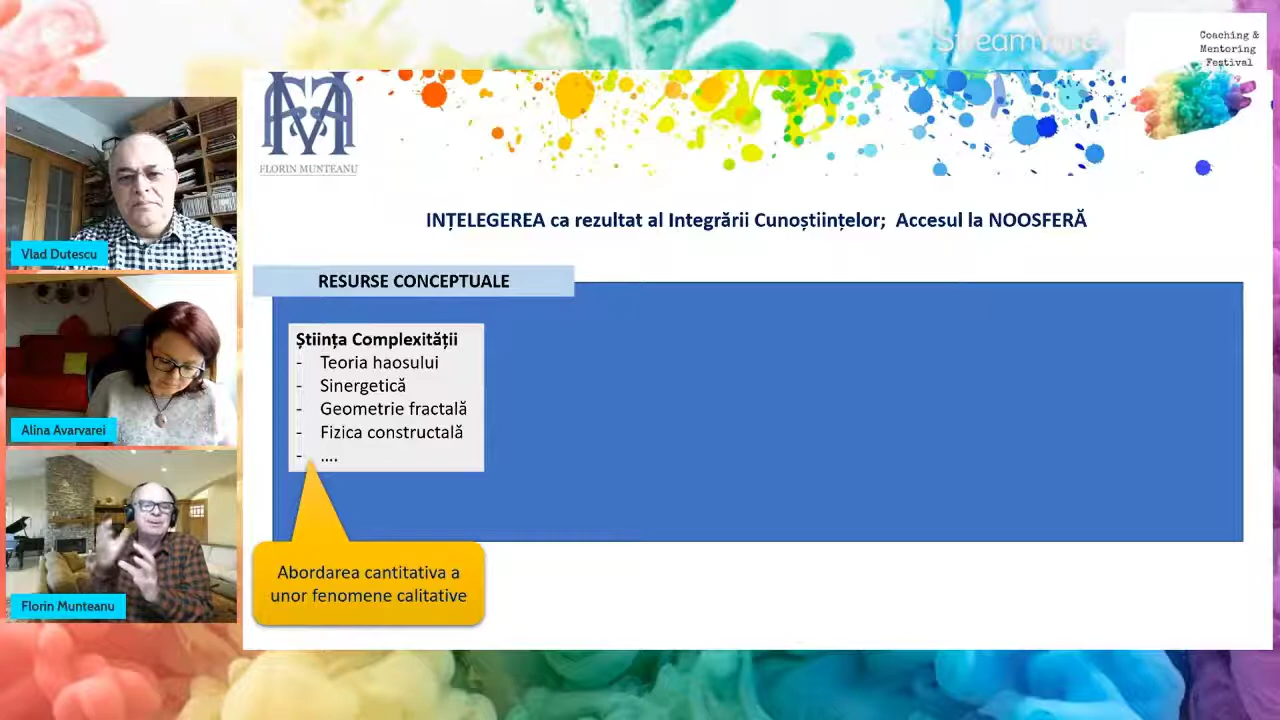 StreamYard
Coaching &
Mentoring
Festival
FLORIN MUNTEANU
INȚELEGEREA ca rezultat al Integrării Cunoștiințelor; Accesul la NOOSFERĂ
RESURSE CONCEPTUALE
Știința Complexității
- Teoria haosului
- Sinergetică
- Geometrie fractală
- Fizica constructală
- ....
Abordarea cantitativa a
unor fenomene calitative
Vlad Dutescu
Alina Avarvarei
Florin Munteanu